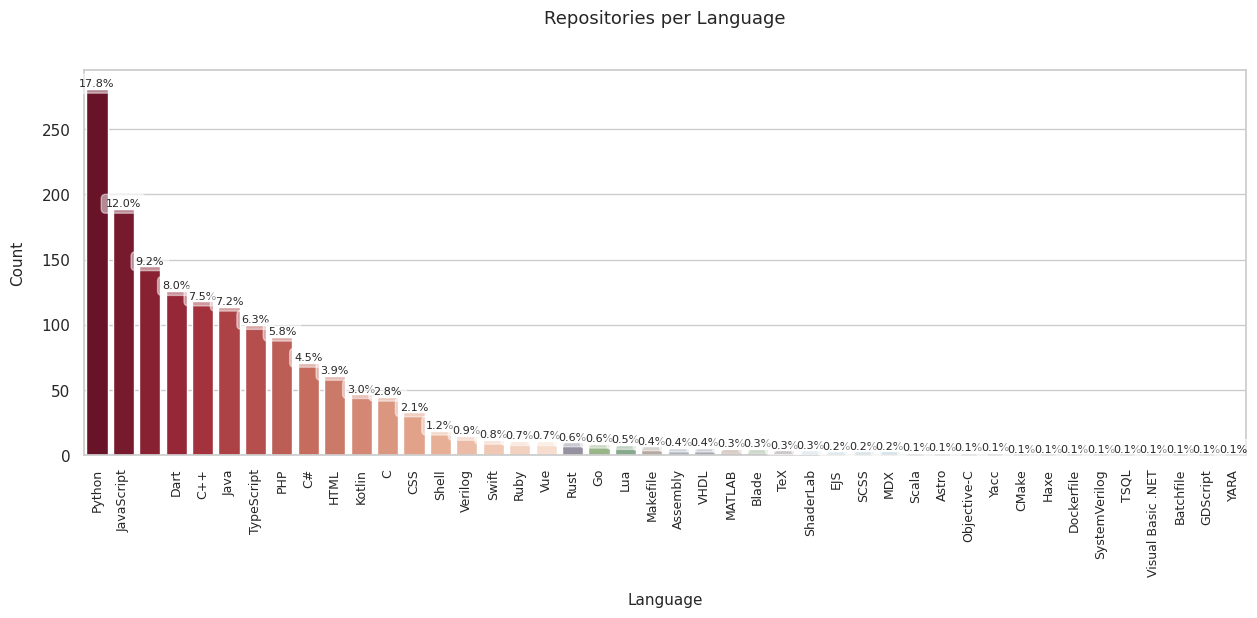 Repositories per Language
Count
250
200
150
100
50
0
17.8%
12.0%
9.2%
8.0%
7.5%
7.2%
6.3%
5.8%
4.5%
3.9%
3.0%
2.8%
2.1%
1.2%
0.9%
0.8%
0.7%
0.7%
0.6%
0.6%
0.5%
0.4%
0.4%
0.4%
0.3%
0.3%
0.3%
0.3%
0.2%
0.2%
0.2%
0.1%
0.1%
0.1%
0.1%
0.1%
0.1%
0.1%
0.1%
0.1%
0.1%
0.1%
0.1%
0.1%
Python
JavaScript
Dart
C++
Java
TypeScript
PHP
C#
HTML
Kotlin
C
CSS
Shell
Verilog
Swift
Ruby
Vue
Rust
Go
Lua
Makefile
Assembly
VHDL
MATLAB
Blade
TeX
ShaderLab
EJS
SCSS
MDX
Scala
Astro
Objective-C
Yacc
CMake
Haxe
Dockerfile
SystemVerilog
TSQL
Visual Basic .NET
Batchfile
GDScript
YARA
Language